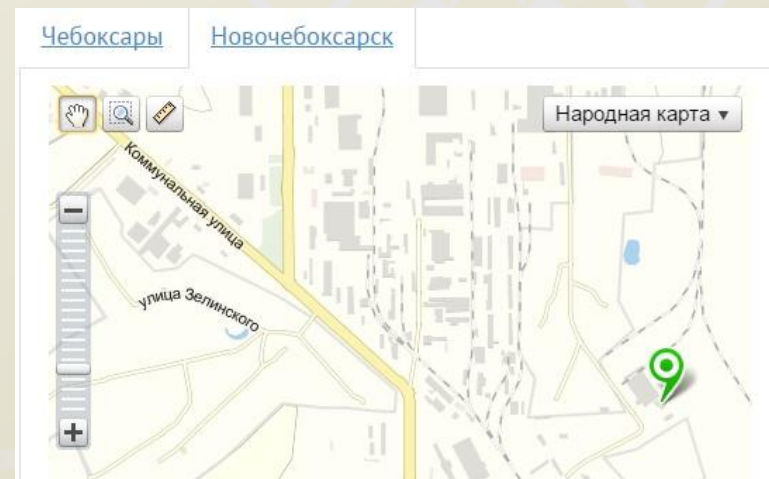 Чебоксары
Новочебоксарск
Народная карта
Коммунальная улица
улица Зелинского